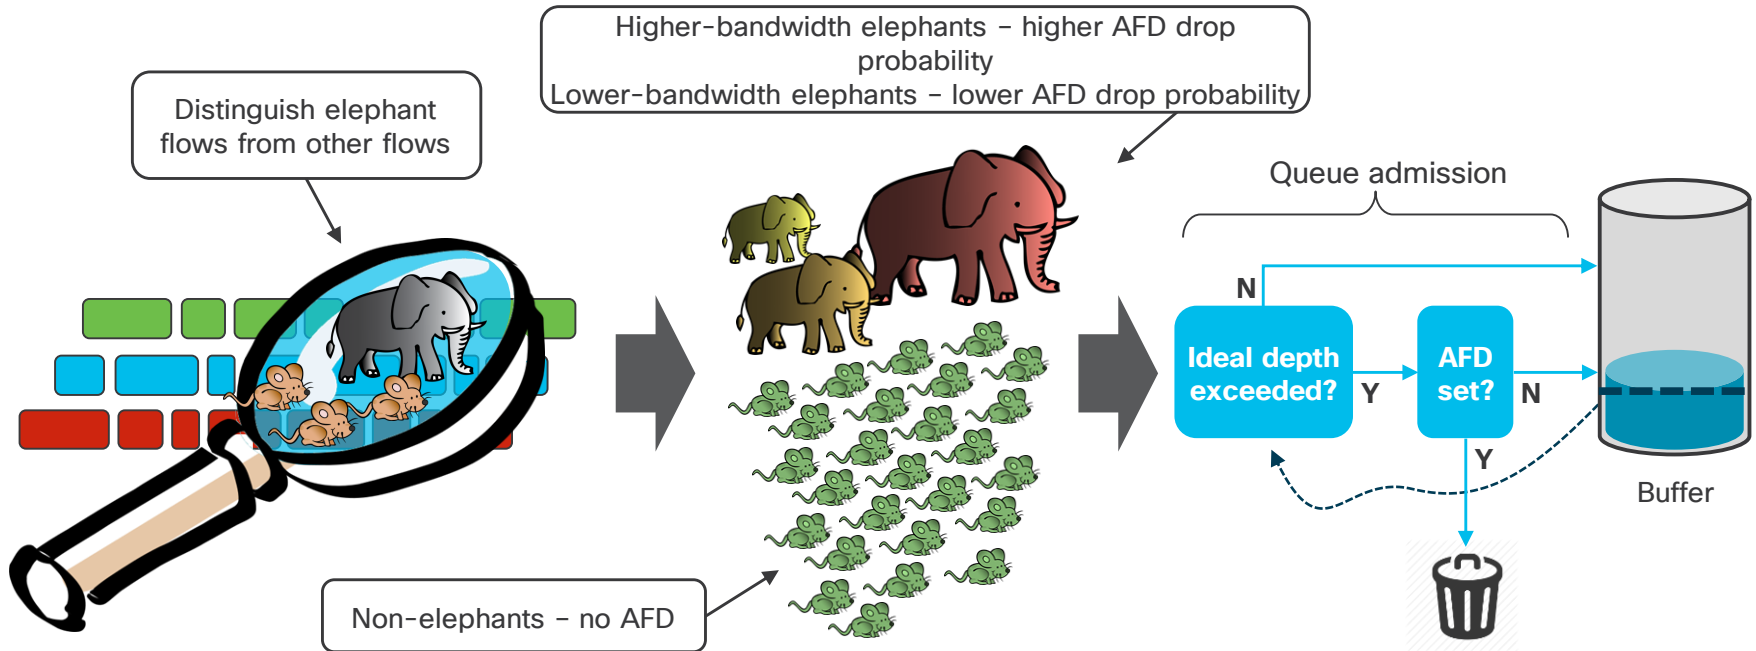 Higher-bandwidth elephants – higher AFD drop
probability
Lower-bandwidth elephants – lower AFD drop probability
Distinguish elephant
flows from other flows
Queue admission
N
Ideal depth
exceeded?
Y
AFD
set?
N
Y
Buffer
Non-elephants – no AFD